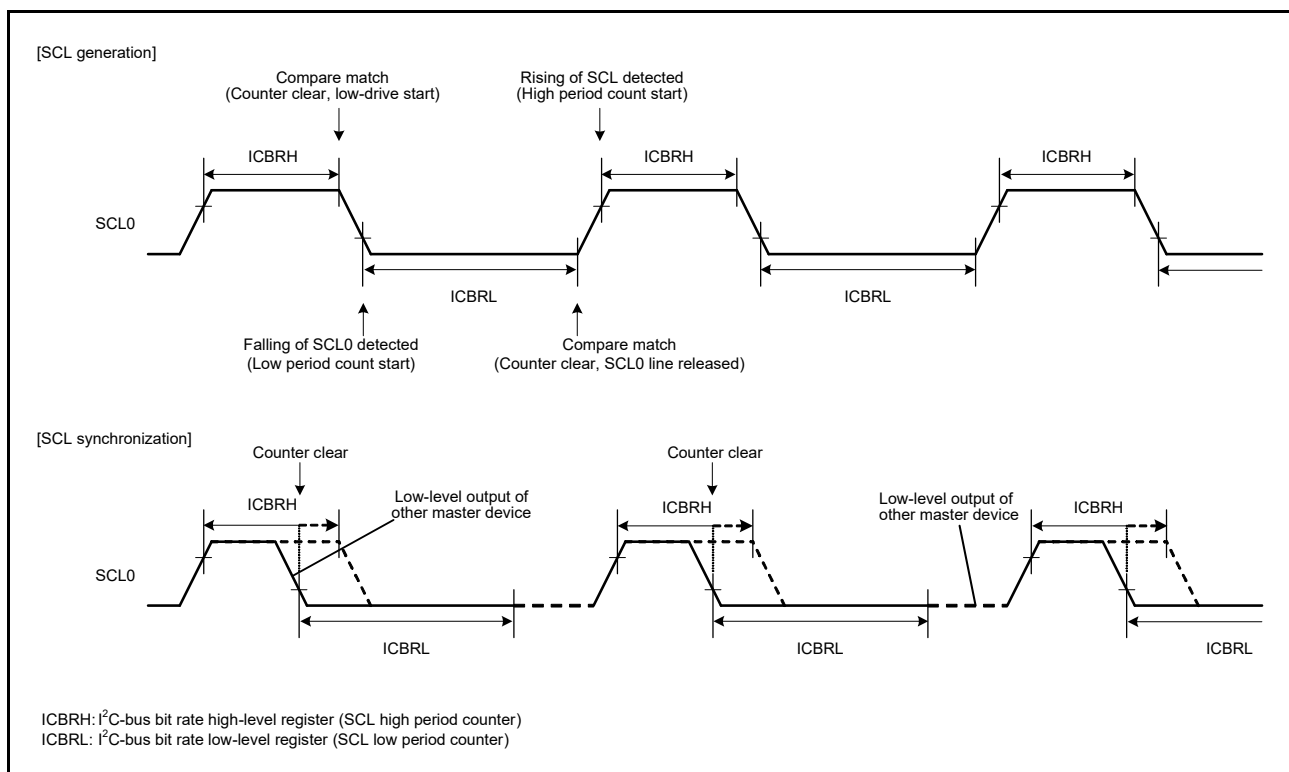 [SCL generation]
Compare match
(Counter clear, low-drive start)
Rising of SCL detected
(High period count start)
ICBRH
ICBRH
ICBRH
SCL0
ICBRL
ICBRL
Falling of SCL0 detected
(Low period count start)
Compare match
(Counter clear, SCL0 line released)
[SCL synchronization]
Counter clear
Counter clear
ICBRH
Low-level output of
other master device
ICBRH
Low-level output of
other master device
ICBRH
SCL0
ICBRL
ICBRL
ICBRL
ICBRH: I²C-bus bit rate high-level register (SCL high period counter)
ICBRL: I²C-bus bit rate low-level register (SCL low period counter)